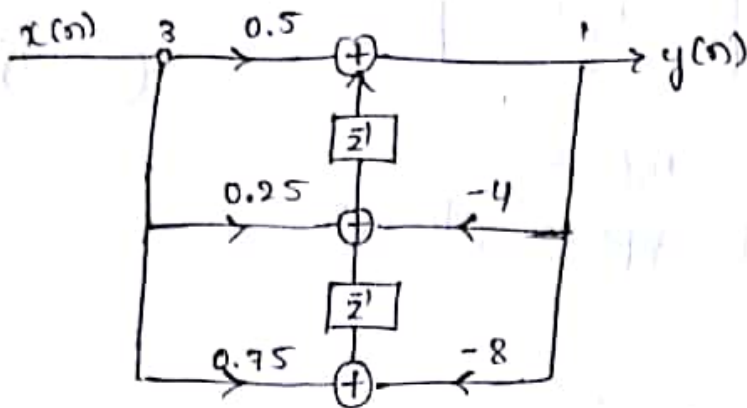 x(n) 3 0.5 + 1 y(n)
z̄¹
0.25 + -4
z̄¹
0.75 + -8